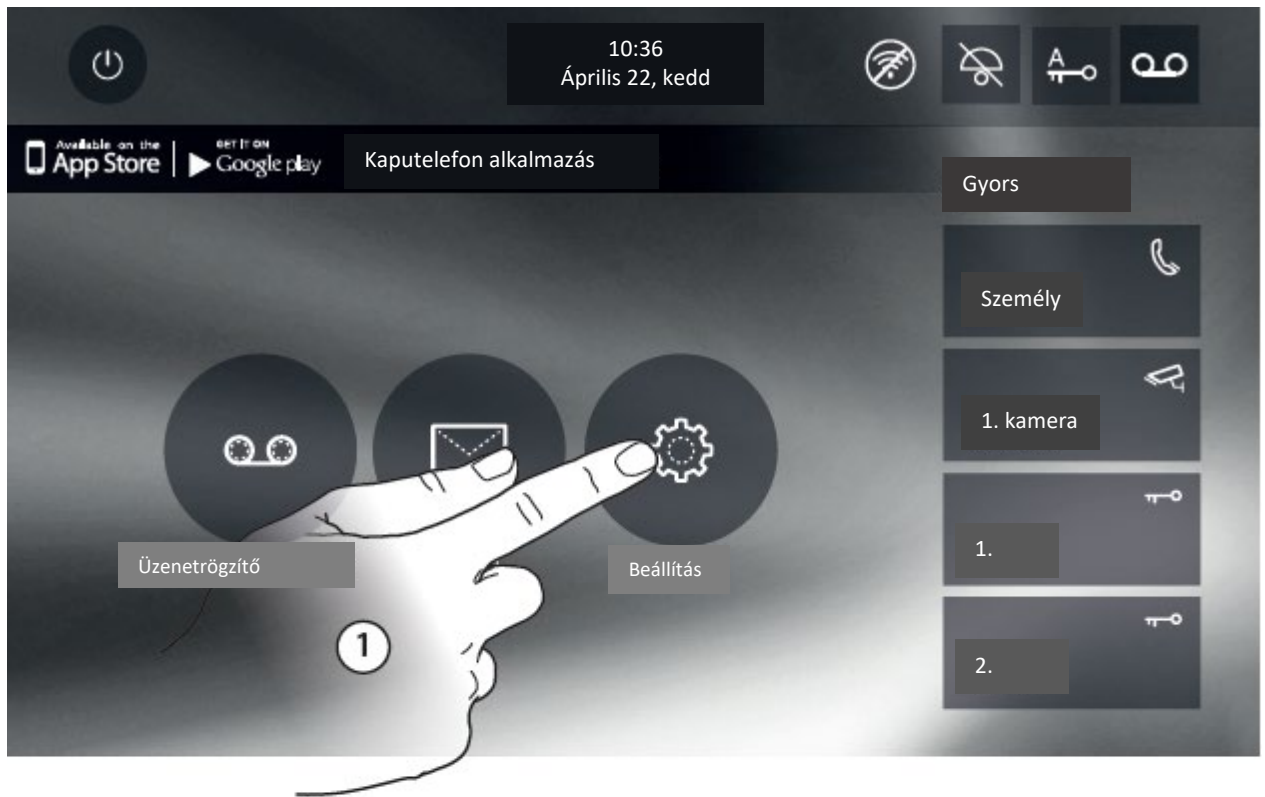 10:36
Április 22, kedd
A
Available on the
App Store
GET IT ON
Google play
Kaputelefon alkalmazás
Gyors
Személy
1. kamera
1.
2.
Üzenetrögzítő
Beállítás
1